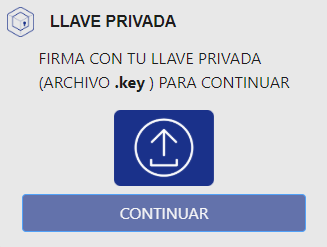 LLAVE PRIVADA
FIRMA CON TU LLAVE PRIVADA
(ARCHIVO .key ) PARA CONTINUAR
CONTINUAR